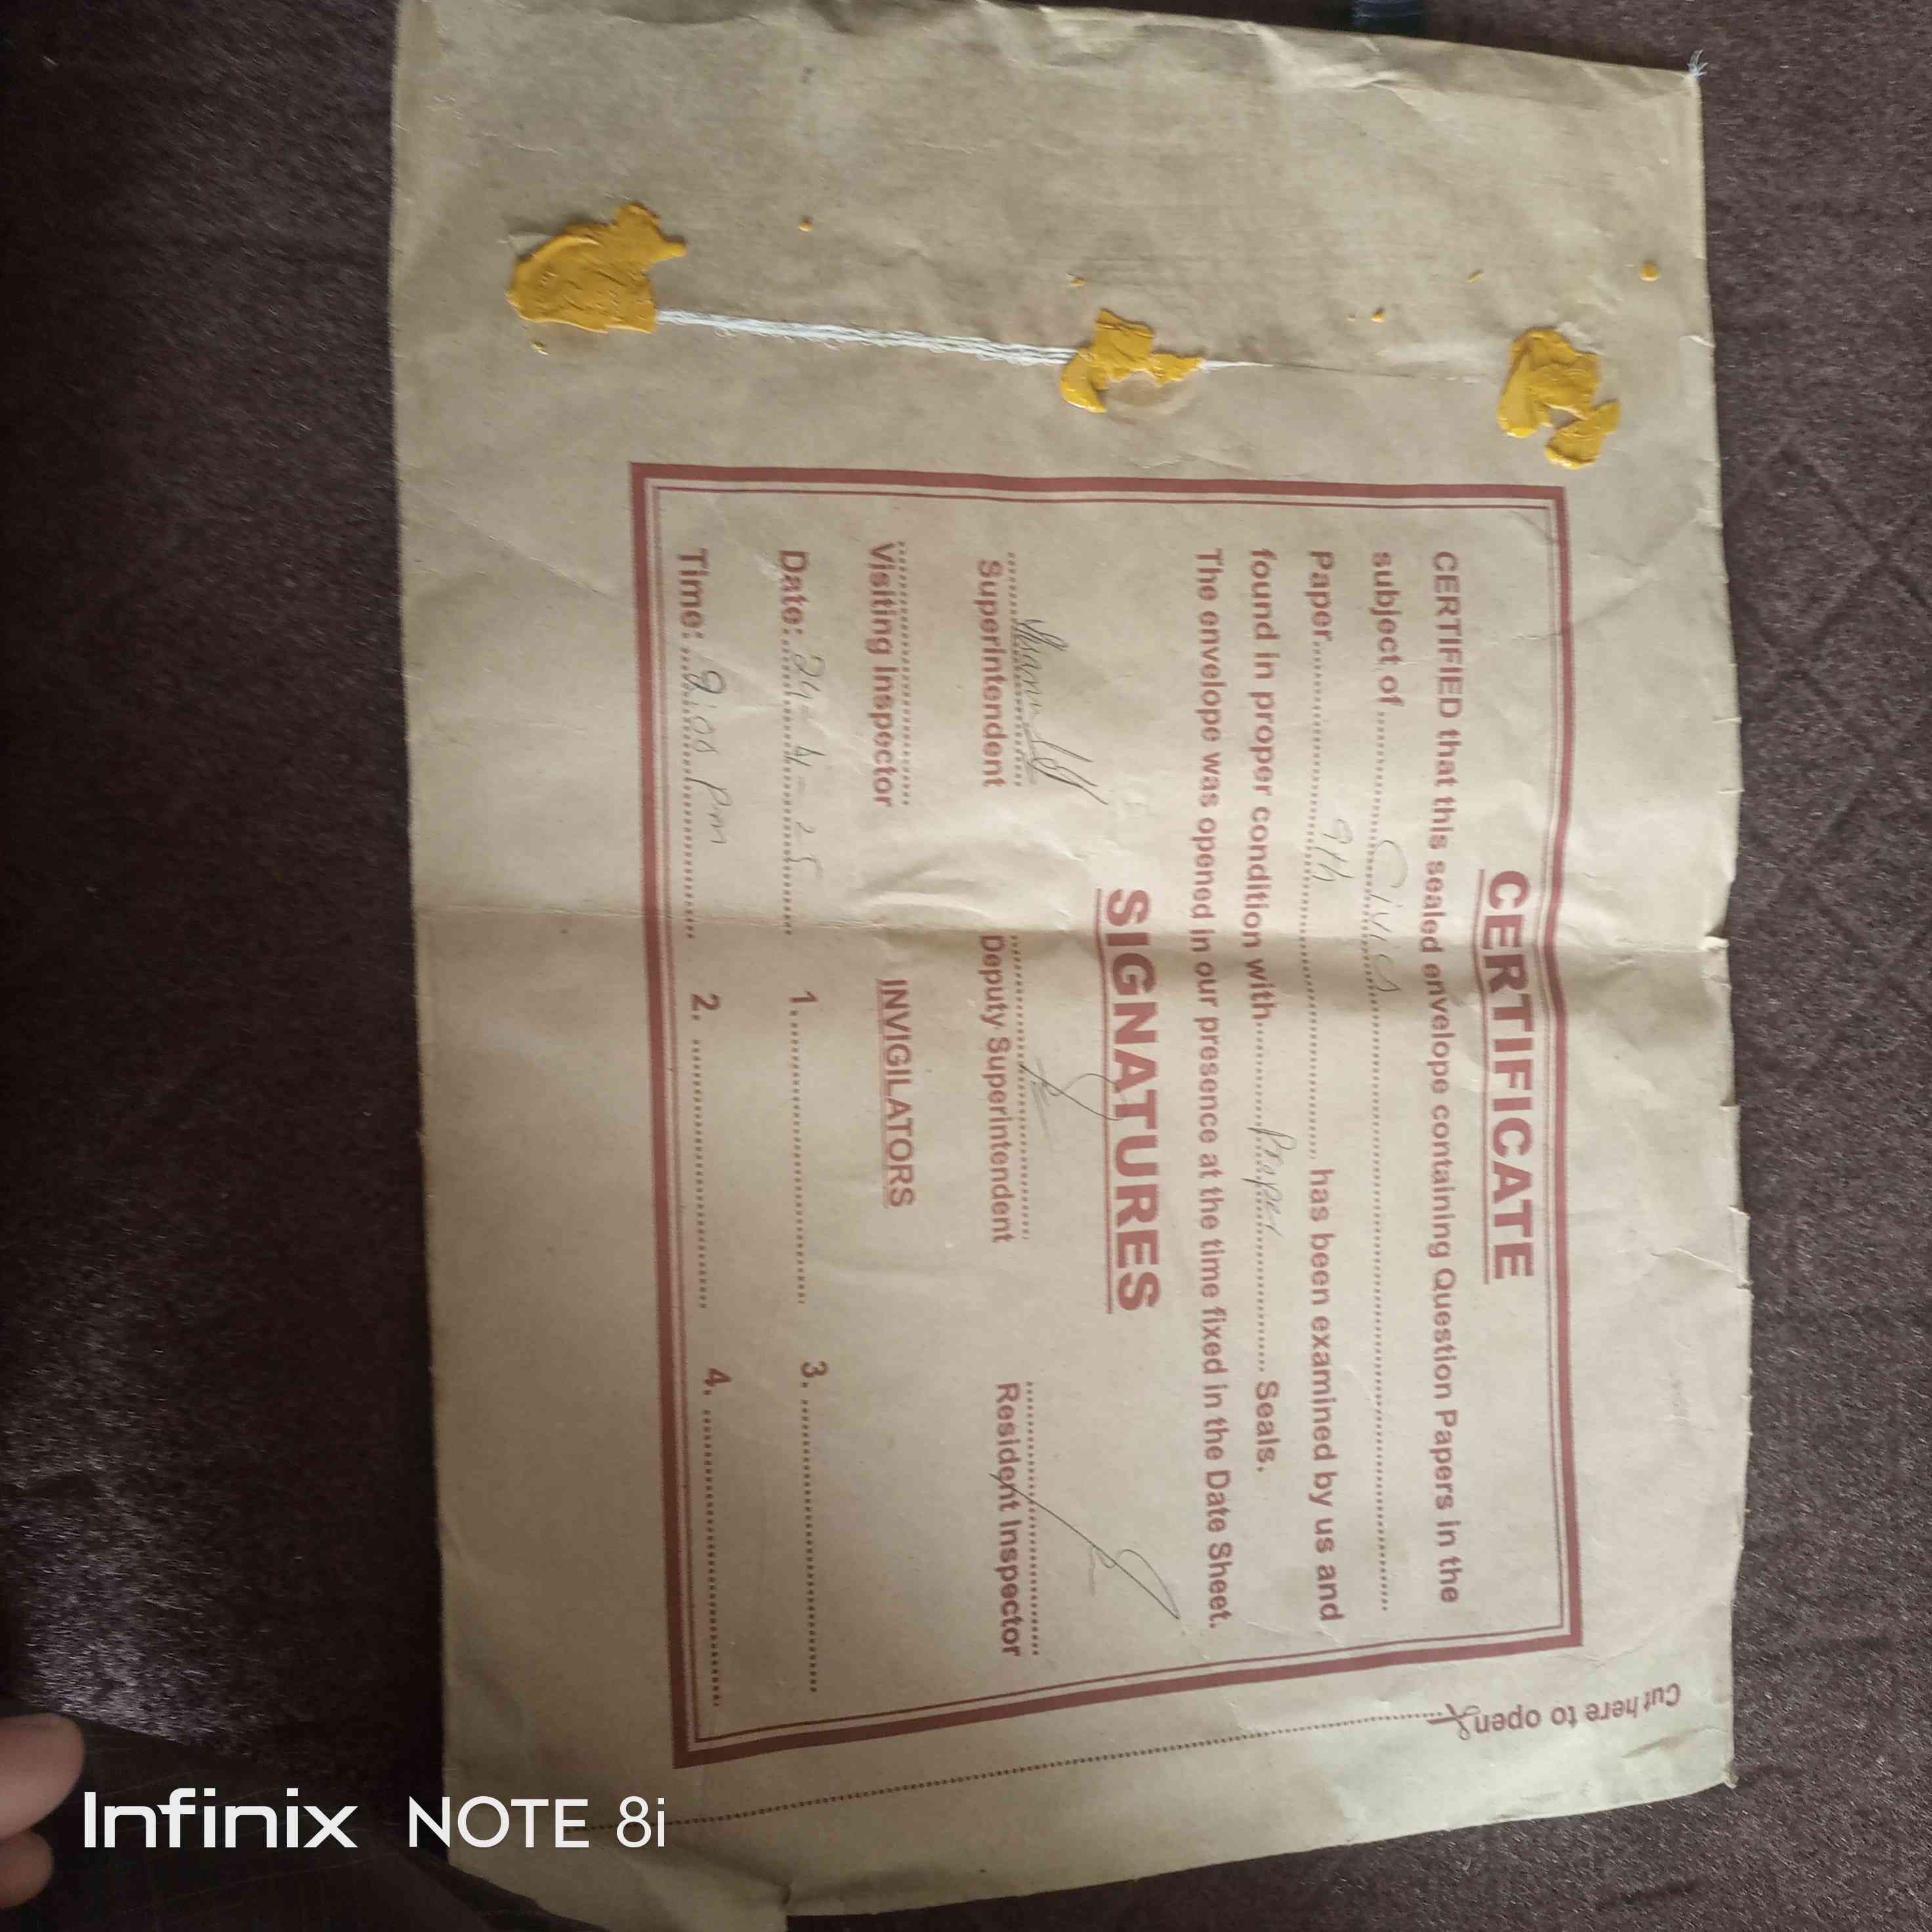 CERTIFICATE
CERTIFIED that this sealed envelope containing Question Papers in the
subject of .......... Civics ..........
Paper.......... 9th .......... has been examined by us and
found in proper condition with.......... Proper .......... Seals.
The envelope was opened in our presence at the time fixed in the Date Sheet.
SIGNATURES
Superintendent Deputy Superintendent Resident Inspector
Visiting Inspector
INVIGILATORS
Date:.. 24-4-25 1........... 3. ..........
Time: .. 9:00 pm 2. .......... 4. ..........
Cut here to open
Infinix NOTE 8i